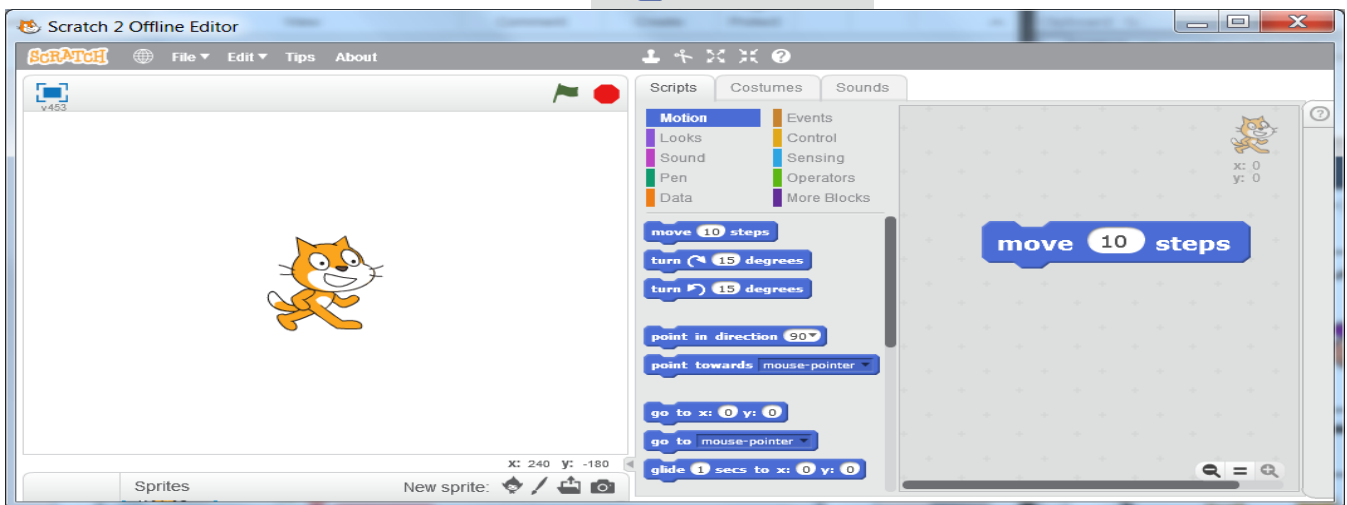 Scratch 2 Offline Editor
SCRATCH File Edit Tips About
v453
Scripts Costumes Sounds
Motion Events
Looks Control
Sound Sensing
Pen Operators
Data More Blocks
x: 0
y: 0
move 10 steps
turn 15 degrees
turn 15 degrees
point in direction 90
point towards mouse-pointer
go to x: 0 y: 0
go to mouse-pointer
glide 1 secs to x: 0 y: 0
move 10 steps
X: 240 y: -180
Sprites New sprite: